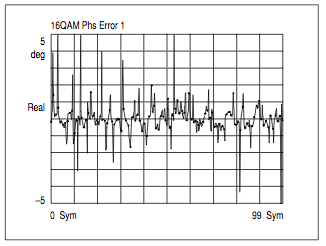 16QAM Phs Error 1
5
deg
Real
–5
0 Sym
99 Sym